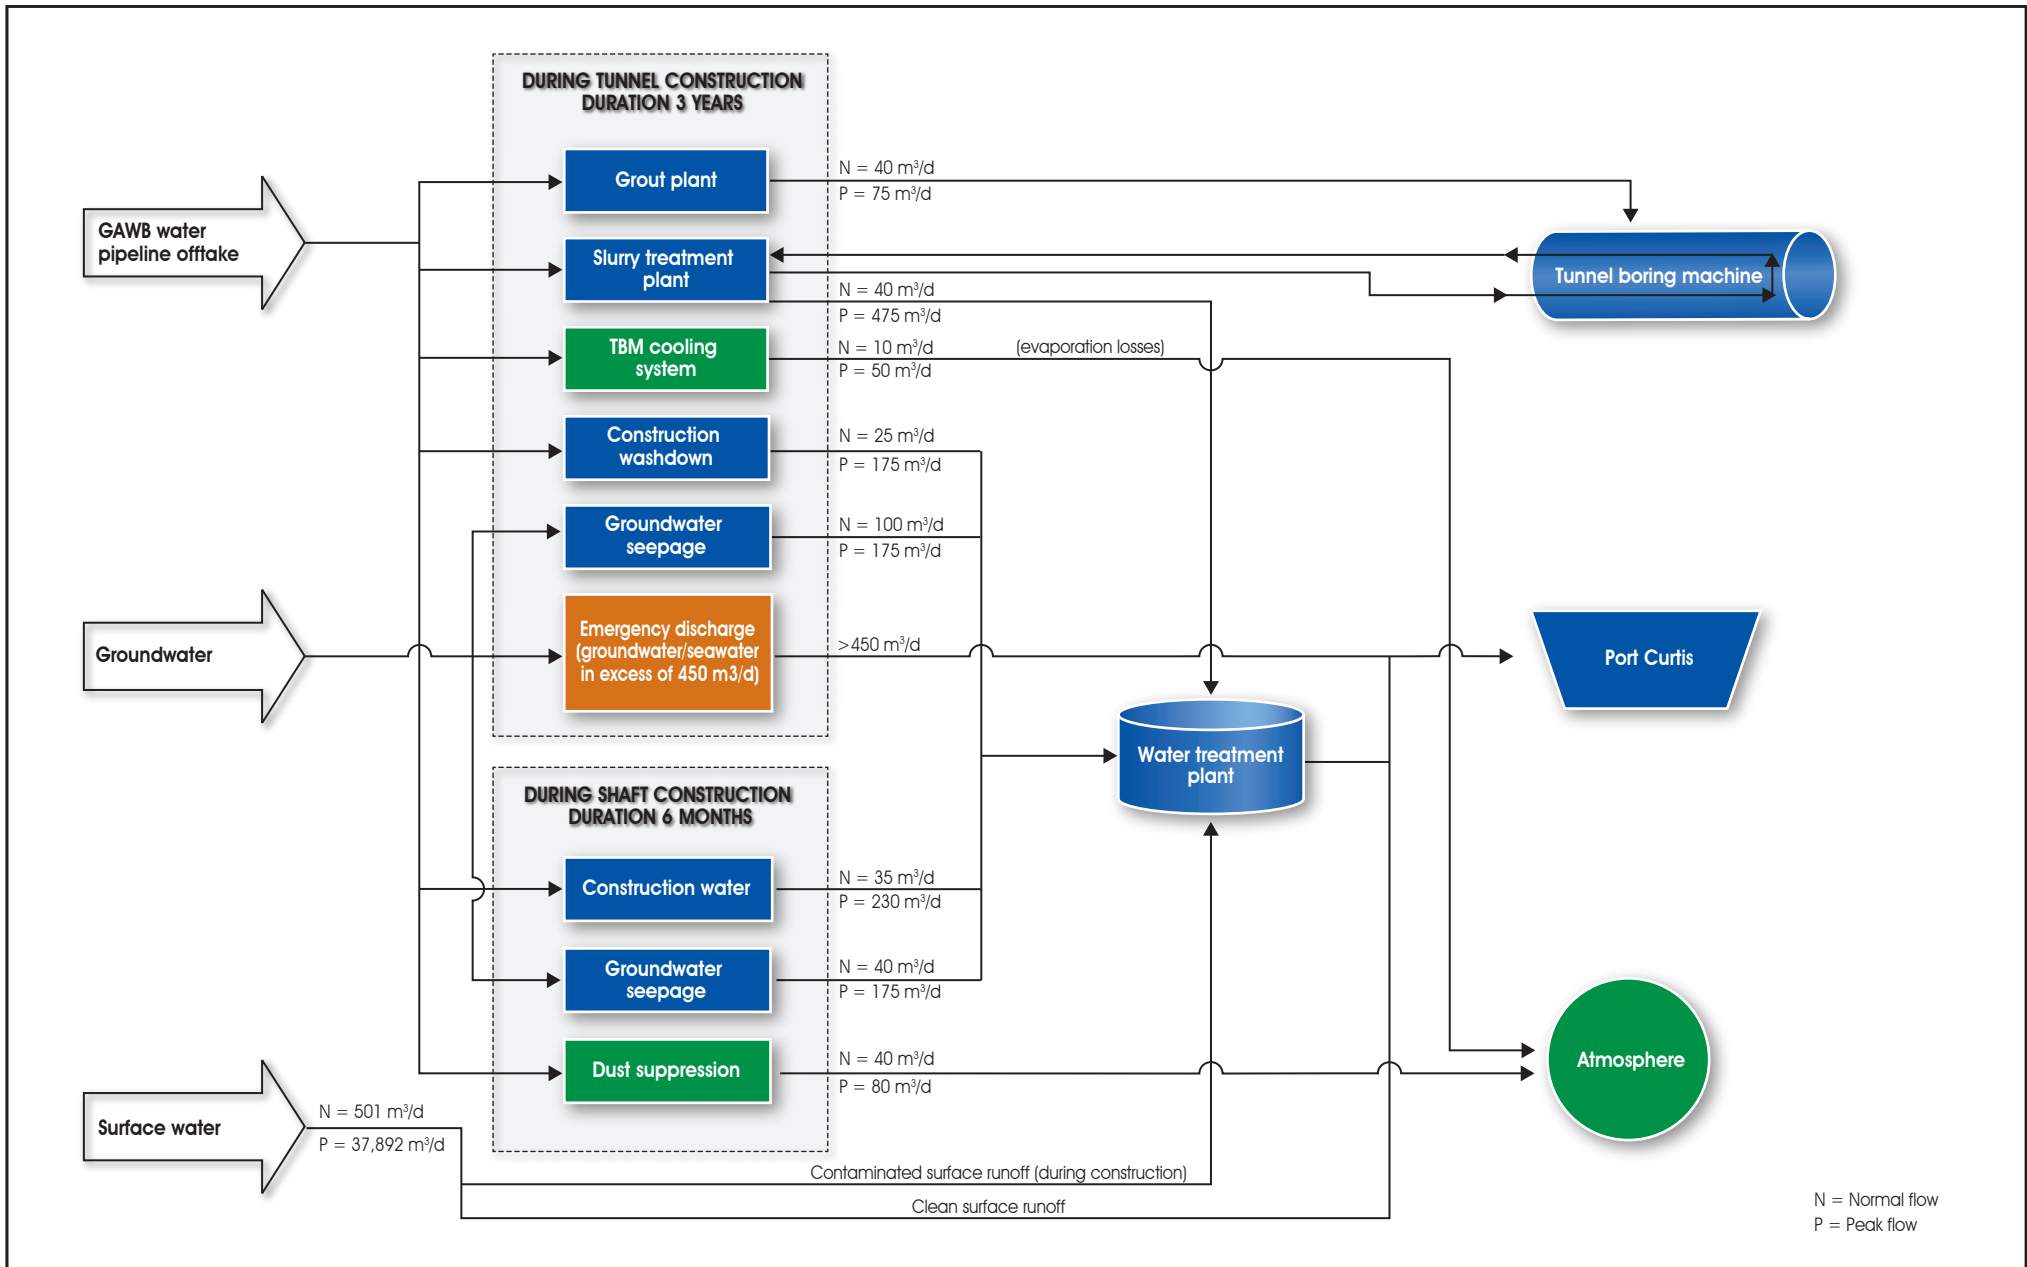 DURING TUNNEL CONSTRUCTION
DURATION 3 YEARS
GAWB water
pipeline offtake
Grout plant
N = 40 m³/d
P = 75 m³/d
Slurry treatment
plant
N = 40 m³/d
P = 475 m³/d
Tunnel boring machine
TBM cooling
system
N = 10 m³/d
P = 50 m³/d
(evaporation losses)
Construction
washdown
N = 25 m³/d
P = 175 m³/d
Groundwater
seepage
N = 100 m³/d
P = 175 m³/d
Groundwater
Emergency discharge
(groundwater/seawater
in excess of 450 m3/d)
>450 m³/d
Port Curtis
Water treatment
plant
DURING SHAFT CONSTRUCTION
DURATION 6 MONTHS
Construction water
N = 35 m³/d
P = 230 m³/d
Groundwater
seepage
N = 40 m³/d
P = 175 m³/d
Dust suppression
N = 40 m³/d
P = 80 m³/d
Atmosphere
Surface water
N = 501 m³/d
P = 37,892 m³/d
Contaminated surface runoff (during construction)
Clean surface runoff
N = Normal flow
P = Peak flow